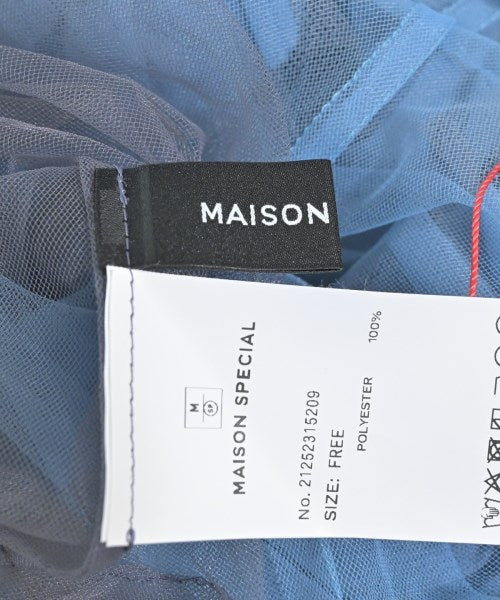 MAISON
M
SP
MAISON SPECIAL
No. 21252315209
SIZE: FREE
POLYESTER 100%